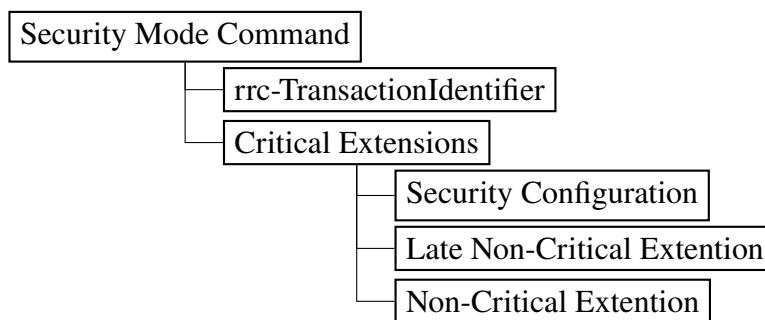 Security Mode Command
rrc-TransactionIdentifier
Critical Extensions
Security Configuration
Late Non-Critical Extention
Non-Critical Extention